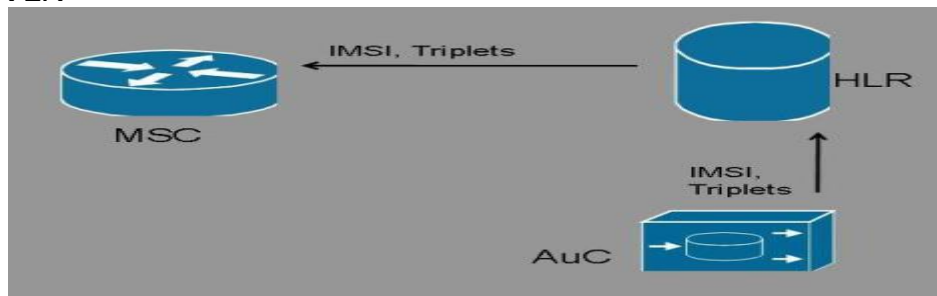 IMSI, Triplets
HLR
MSC
IMSI,
Triplets
AuC